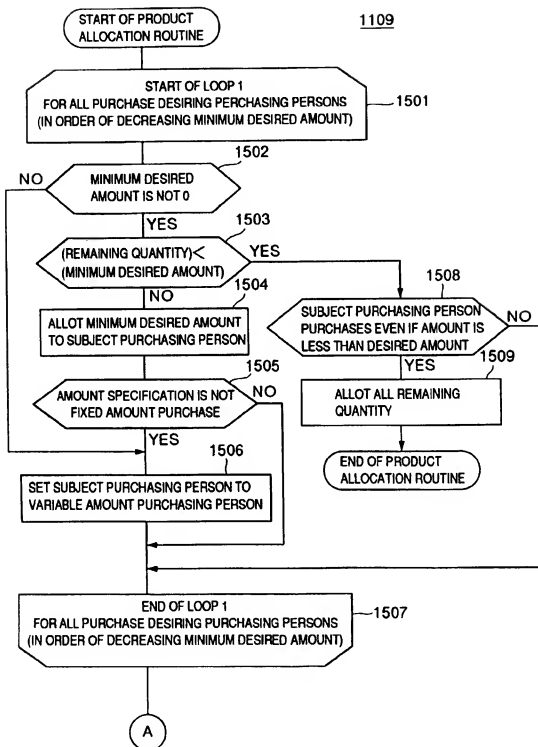 START OF PRODUCT
ALLOCATION ROUTINE
1109
START OF LOOP 1
FOR ALL PURCHASE DESIRING PERCHASING PERSONS
(IN ORDER OF DECREASING MINIMUM DESIRED AMOUNT)
1501
1502
NO
MINIMUM DESIRED
AMOUNT IS NOT 0
YES
1503
(REMAINING QUANTITY)<
(MINIMUM DESIRED AMOUNT)
YES
NO
1504
ALLOT MINIMUM DESIRED AMOUNT
TO SUBJECT PURCHASING PERSON
1508
SUBJECT PURCHASING PERSON
PURCHASES EVEN IF AMOUNT IS
LESS THAN DESIRED AMOUNT
NO
YES
1509
ALLOT ALL REMAINING
QUANTITY
END OF PRODUCT
ALLOCATION ROUTINE
1505
AMOUNT SPECIFICATION IS NOT
FIXED AMOUNT PURCHASE
NO
YES
1506
SET SUBJECT PURCHASING PERSON TO
VARIABLE AMOUNT PURCHASING PERSON
END OF LOOP 1
FOR ALL PURCHASE DESIRING PURCHASING PERSONS
(IN ORDER OF DECREASING MINIMUM DESIRED AMOUNT)
1507
A